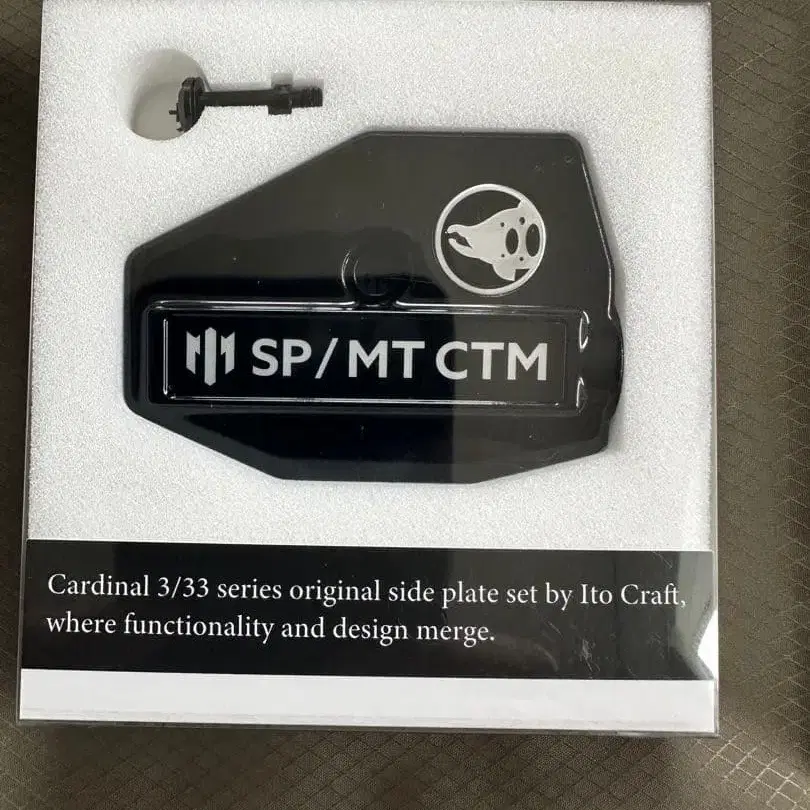 SP/MT CTM
Cardinal 3/33 series original side plate set by Ito Craft,
where functionality and design merge.